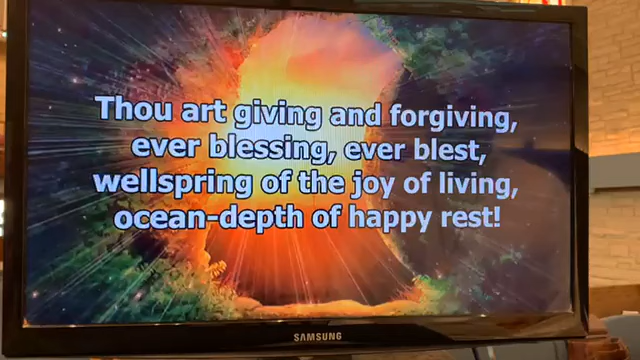 Thou art giving and forgiving,
ever blessing, ever blest,
wellspring of the joy of living,
ocean-depth of happy rest!
SAMSUNG